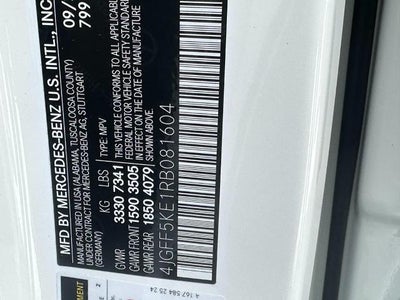 MFD BY MERCEDES-BENZ U.S. INTL., INC.
MADE IN USA (ALABAMA, TUSCALOOSA COUNTY)
UNDER CONTRACT FOR MERCEDES-BENZ AG, STUTTGART
09/
799
KG LBS TYPE: MPV
GVWR 3330 7341
GAWR FRONT 1590 3505
GAWR REAR 1850 4079
THIS VEHICLE CONFORMS TO ALL APPLICABLE
FEDERAL MOTOR VEHICLE SAFETY STANDARDS
IN EFFECT ON THE DATE OF MANUFACTURE
SHOWN ABOVE.
4JGFF5KE1RB081604
A 167 584 25 24